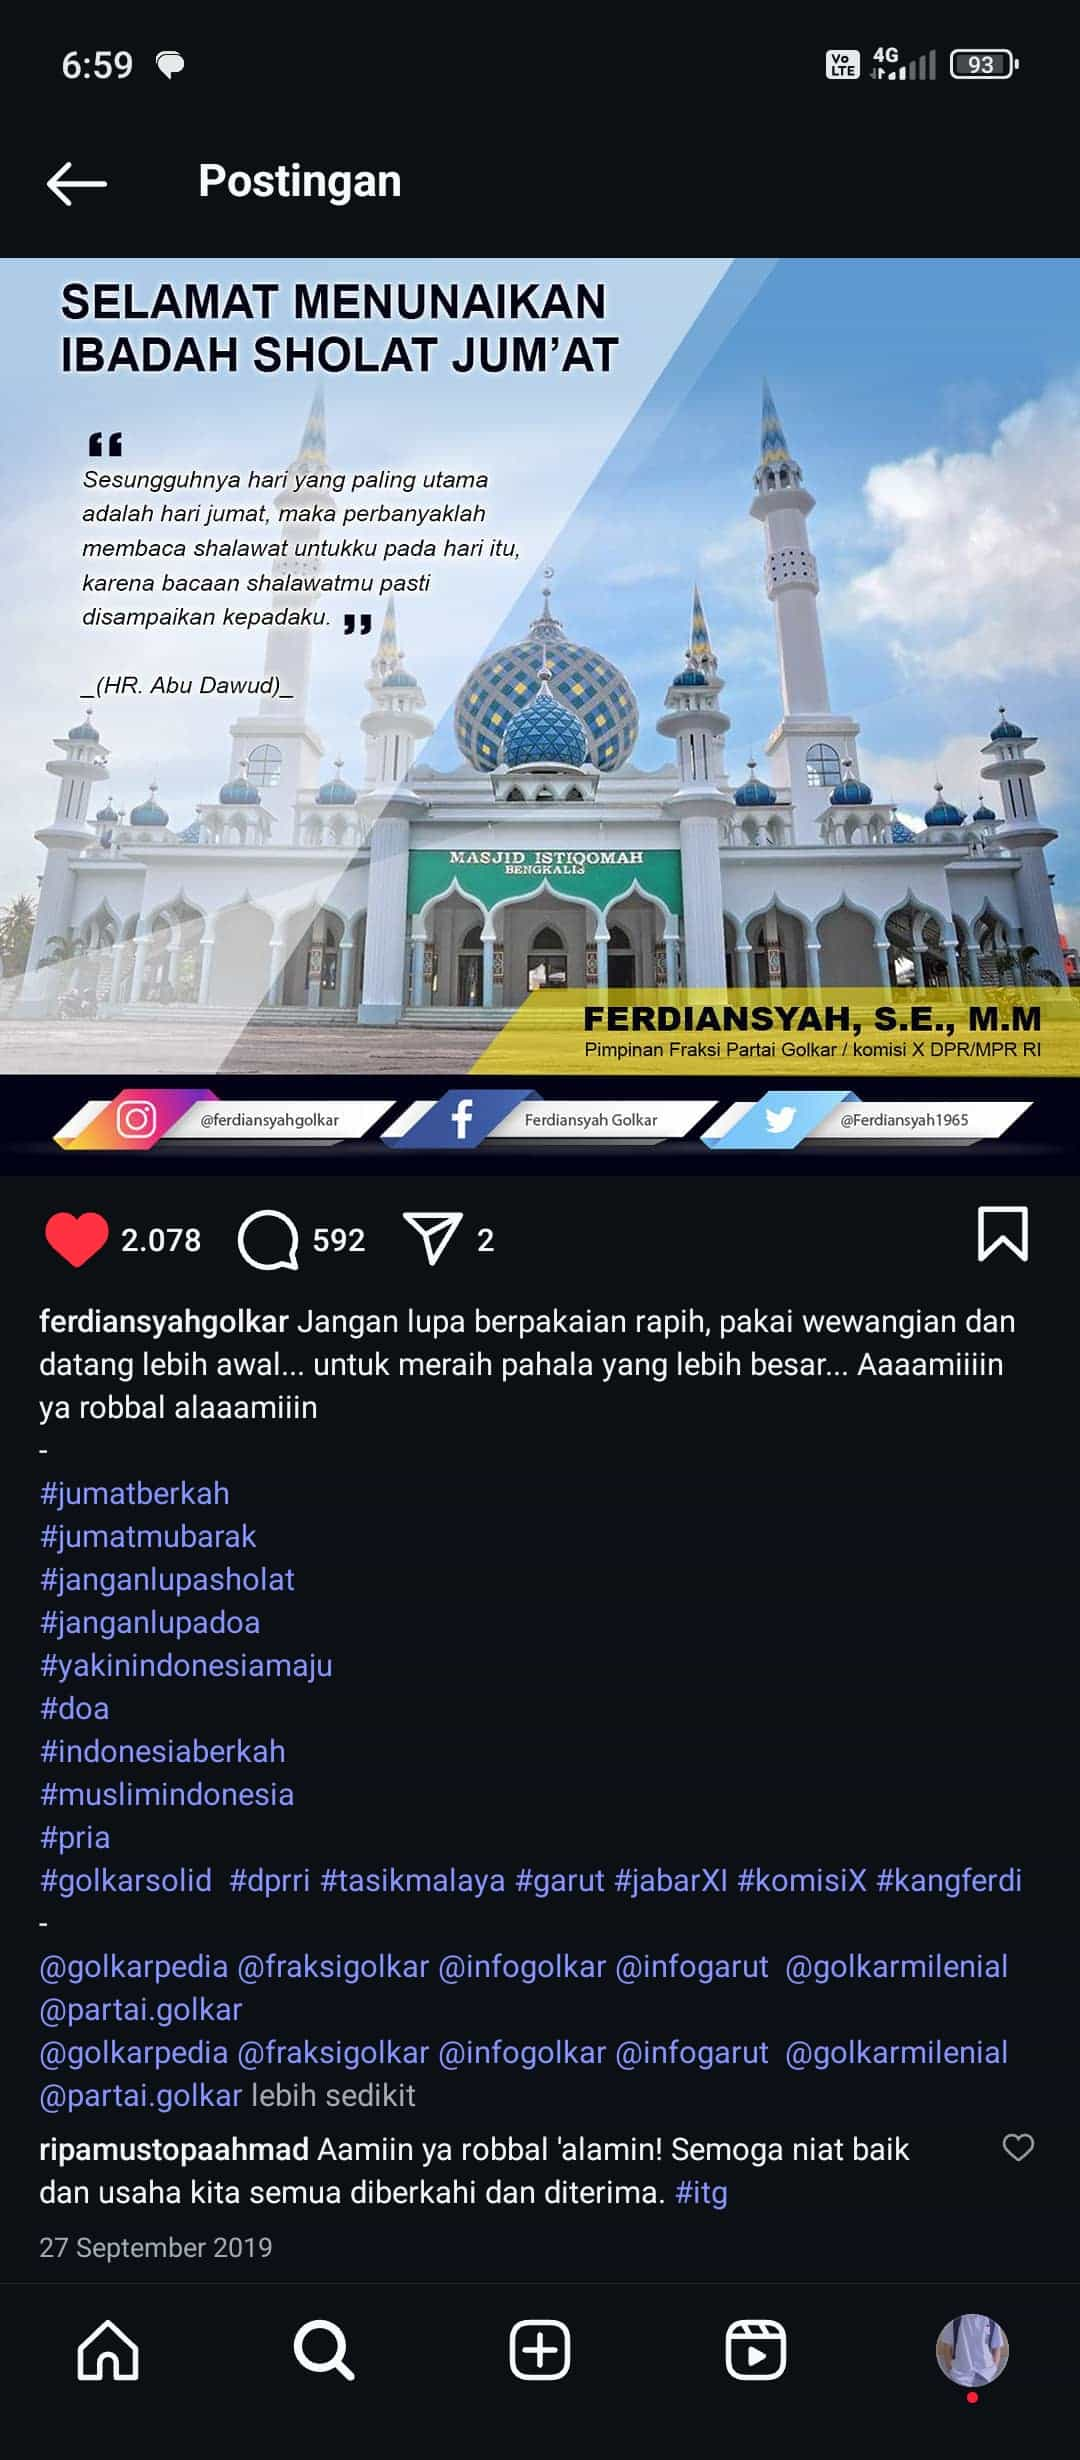 6:59
Vo
LTE
4G
93
Postingan
SELAMAT MENUNAIKAN
IBADAH SHOLAT JUM'AT
“
Sesungguhnya hari yang paling utama
adalah hari jumat, maka perbanyaklah
membaca shalawat untukku pada hari itu,
karena bacaan shalawatmu pasti
disampaikan kepadaku. ”
_(HR. Abu Dawud)_
MASJID ISTIQOMAH
BENGKALIS
FERDIANSYAH, S.E., M.M
Pimpinan Fraksi Partai Golkar / komisi X DPR/MPR RI
@ferdiansyahgolkar
Ferdiansyah Golkar
@Ferdiansyah1965
2.078
592
2
ferdiansyahgolkar Jangan lupa berpakaian rapih, pakai wewangian dan
datang lebih awal... untuk meraih pahala yang lebih besar... Aaaamiiiin
ya robbal alaaamiiin
-
#jumatberkah
#jumatmubarak
#janganlupasholat
#janganlupadoa
#yakinindonesiamaju
#doa
#indonesiaberkah
#muslimindonesia
#pria
#golkarsolid #dprri #tasikmalaya #garut #jabarXI #komisiX #kangferdi
-
@golkarpedia @fraksigolkar @infogolkar @infogarut @golkarmilenial
@partai.golkar
@golkarpedia @fraksigolkar @infogolkar @infogarut @golkarmilenial
@partai.golkar lebih sedikit
ripamustopaahmad Aamiin ya robbal 'alamin! Semoga niat baik
dan usaha kita semua diberkahi dan diterima. #itg
27 September 2019